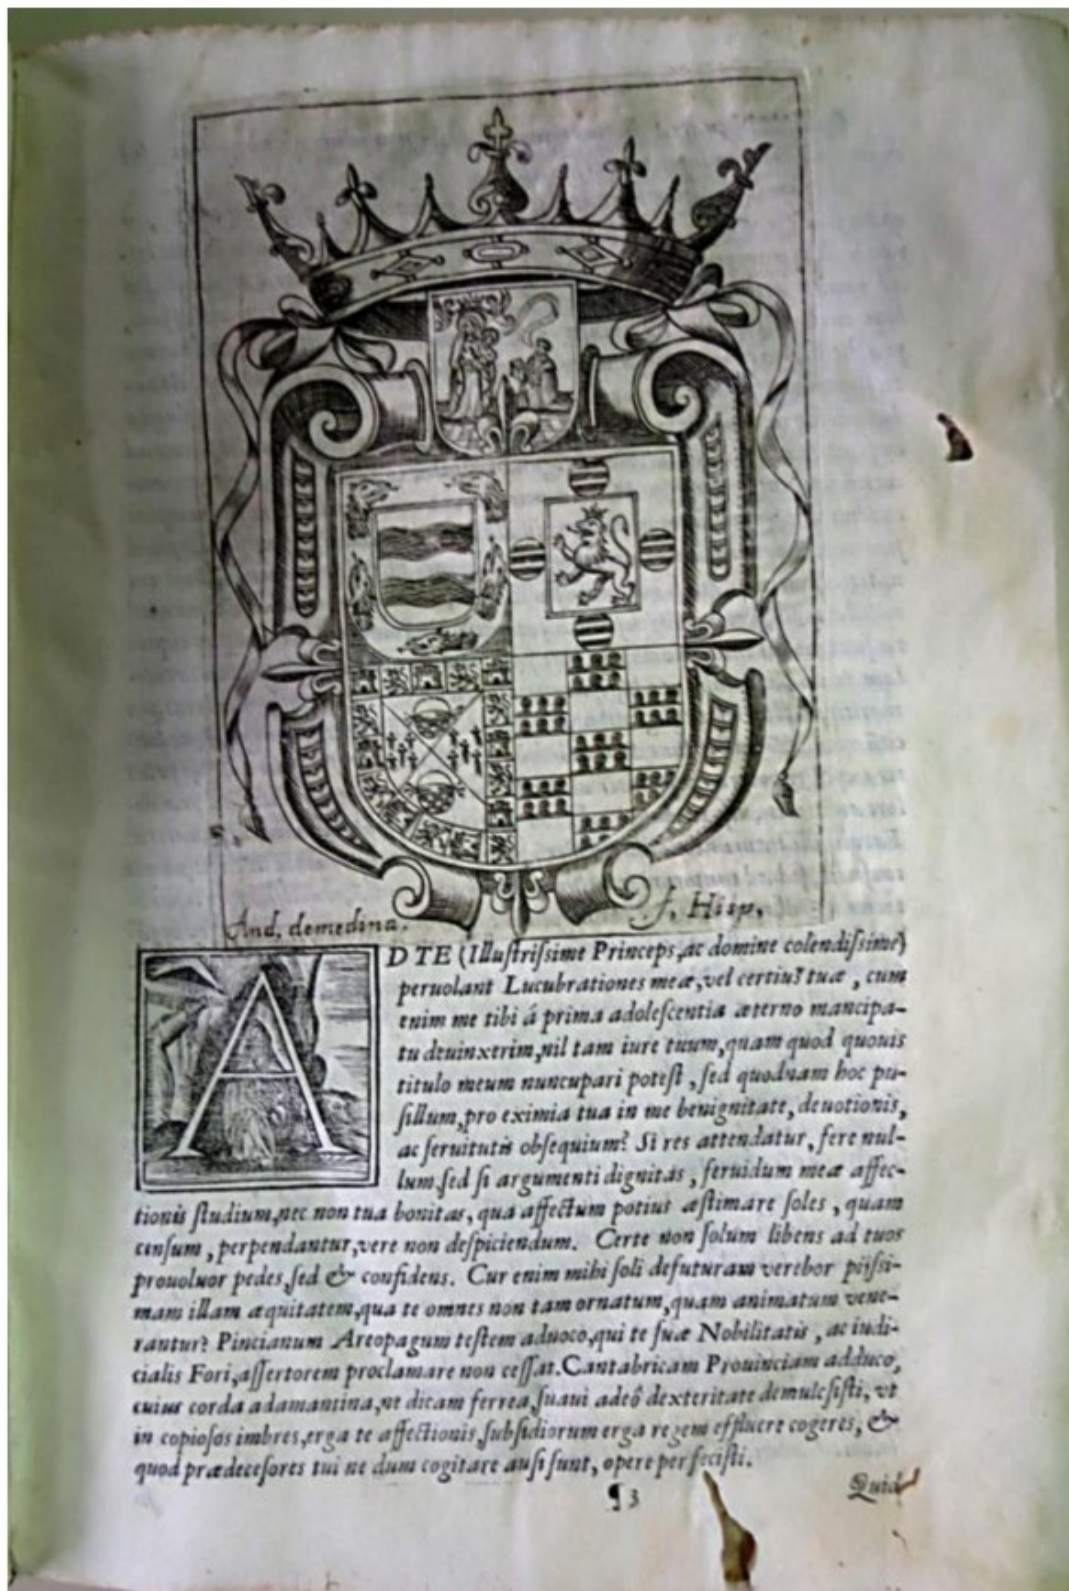 And. demedina.
f. Hisp.
AD TE (Illuſtriſsime Princeps, ac domine colendiſsime)
peruolant Lucubrationes meæ, vel certius tuæ, cum
enim me tibi á prima adoleſcentia æterno mancipa-
tu deuinxerim, nil tam iure tuum, quam quod quouis
titulo meum nuncupari poteſt, ſed quodnam hoc pu-
ſillum, pro eximia tua in me benignitate, deuotionis,
ac ſeruitutis obſequium? Si res attendatur, fere nul-
lum, ſed ſi argumenti dignitas, feruidum meæ affec-
tionis ſtudium, nec non tua bonitas, qua affectum potius æſtimare ſoles, quam
cenſum, perpendantur, vere non deſpiciendum. Certe non ſolum libens ad tuos
prouoluor pedes, ſed & confidens. Cur enim mihi ſoli defuturam verebor piiſsi-
mam illam æquitatem, qua te omnes non tam ornatum, quam animatum vene-
rantur? Pincianum Areopagum teſtem aduoco, qui te ſuæ Nobilitatis, ac iudi-
cialis Fori, aſſertorem proclamare non ceſſat. Cantabricam Prouinciam adduco,
cuius corda adamantina, ne dicam ferrea, ſuaui adeô dexteritate demulcſiſti, vt
in copioſos imbres, erga te affectionis, ſubſidiorum erga regem effluere cogeres, &
quod prædeceſores tui ne dum cogitare auſi ſunt, opere perfeciſti.
¶ 3
Quid